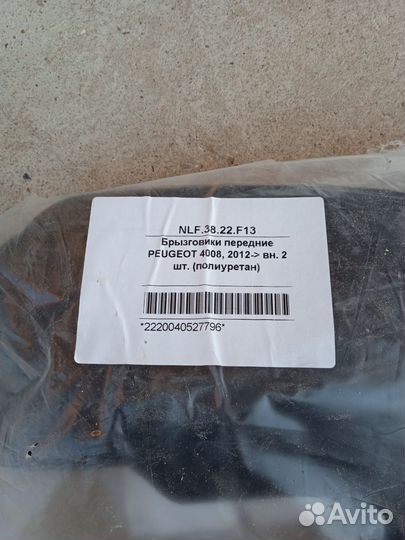 NLF.38.22.F13
Брызговики передние
PEUGEOT 4008, 2012-> вн. 2
шт. (полиуретан)
*2220040527796*
Avito